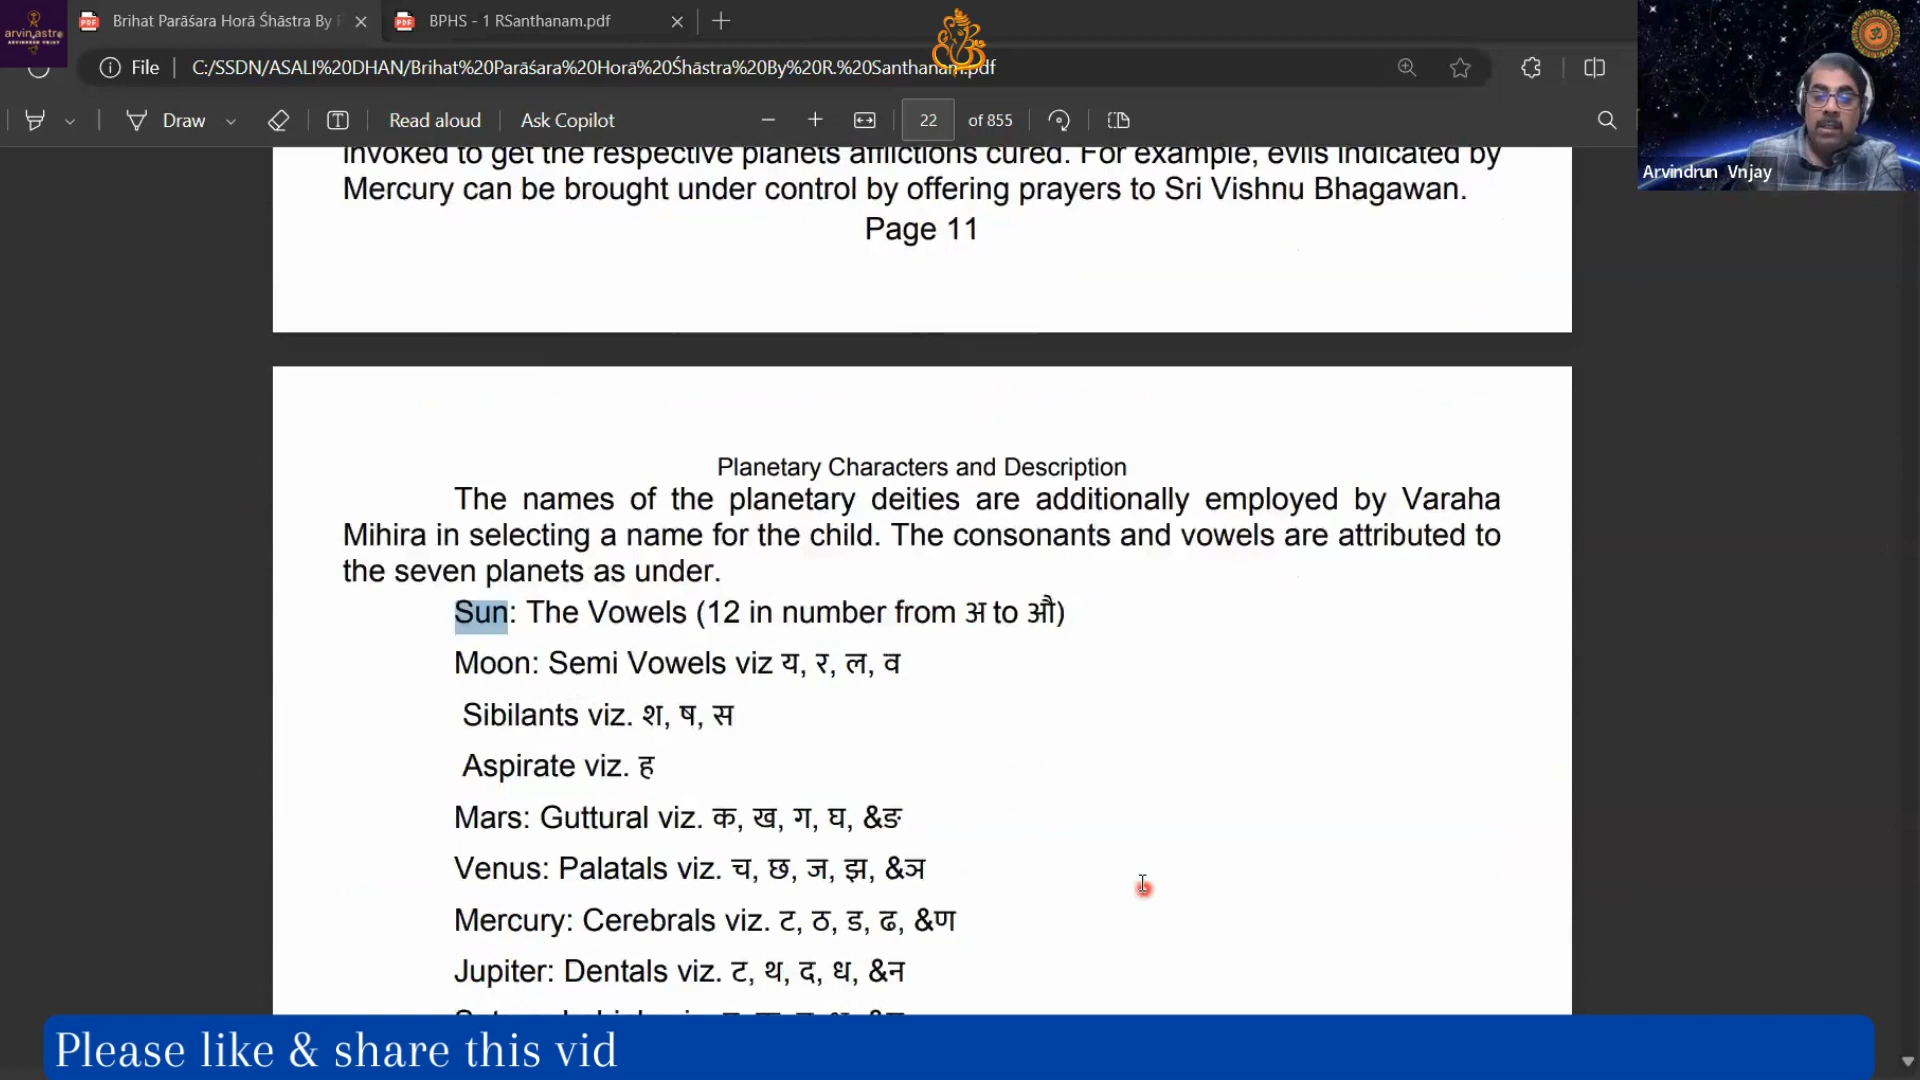 arvin astro
ARVINDRUN VNJAY
Brihat Parāśara Horā Śhāstra By
BPHS - 1 RSanthanam.pdf
File
C:/SSDN/ASALI%20DHAN/Brihat%20Parāśara%20Horā%20Śhāstra%20By%20R.%20Santhanam.pdf
Draw
Read aloud
Ask Copilot
22
of 855
Arvindrun Vnjay
invoked to get the respective planets afflictions cured. For example, evils indicated by
Mercury can be brought under control by offering prayers to Sri Vishnu Bhagawan.
Page 11
Planetary Characters and Description
The names of the planetary deities are additionally employed by Varaha
Mihira in selecting a name for the child. The consonants and vowels are attributed to
the seven planets as under.
Sun: The Vowels (12 in number from अ to औ)
Moon: Semi Vowels viz य, र, ल, व
Sibilants viz. श, ष, स
Aspirate viz. ह
Mars: Guttural viz. क, ख, ग, घ, &ङ
Venus: Palatals viz. च, छ, ज, झ, &ञ
Mercury: Cerebrals viz. ट, ठ, ड, ढ, &ण
Jupiter: Dentals viz. ट, थ, द, ध, &न
Please like & share this vid